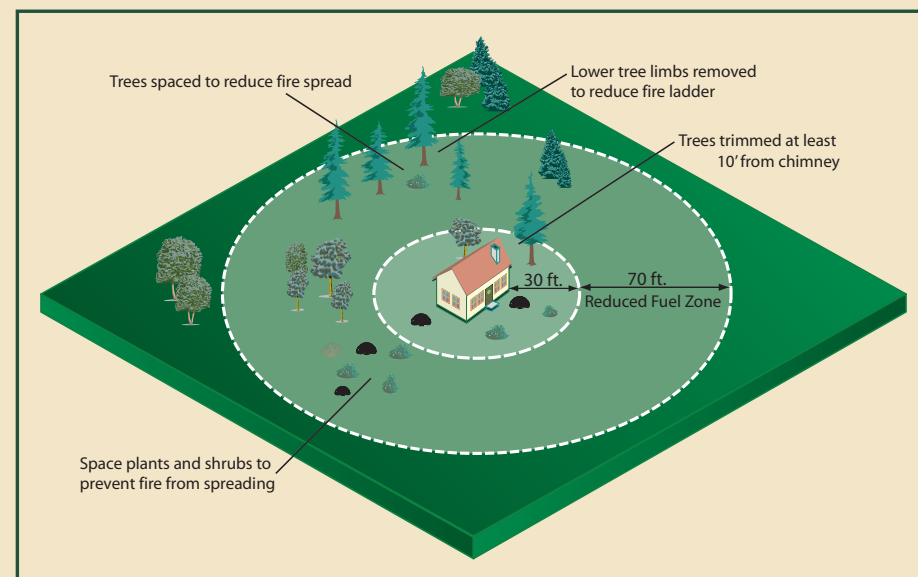 Trees spaced to reduce fire spread
Lower tree limbs removed
to reduce fire ladder
Trees trimmed at least
10’ from chimney
30 ft.
70 ft.
Reduced Fuel Zone
Space plants and shrubs to
prevent fire from spreading